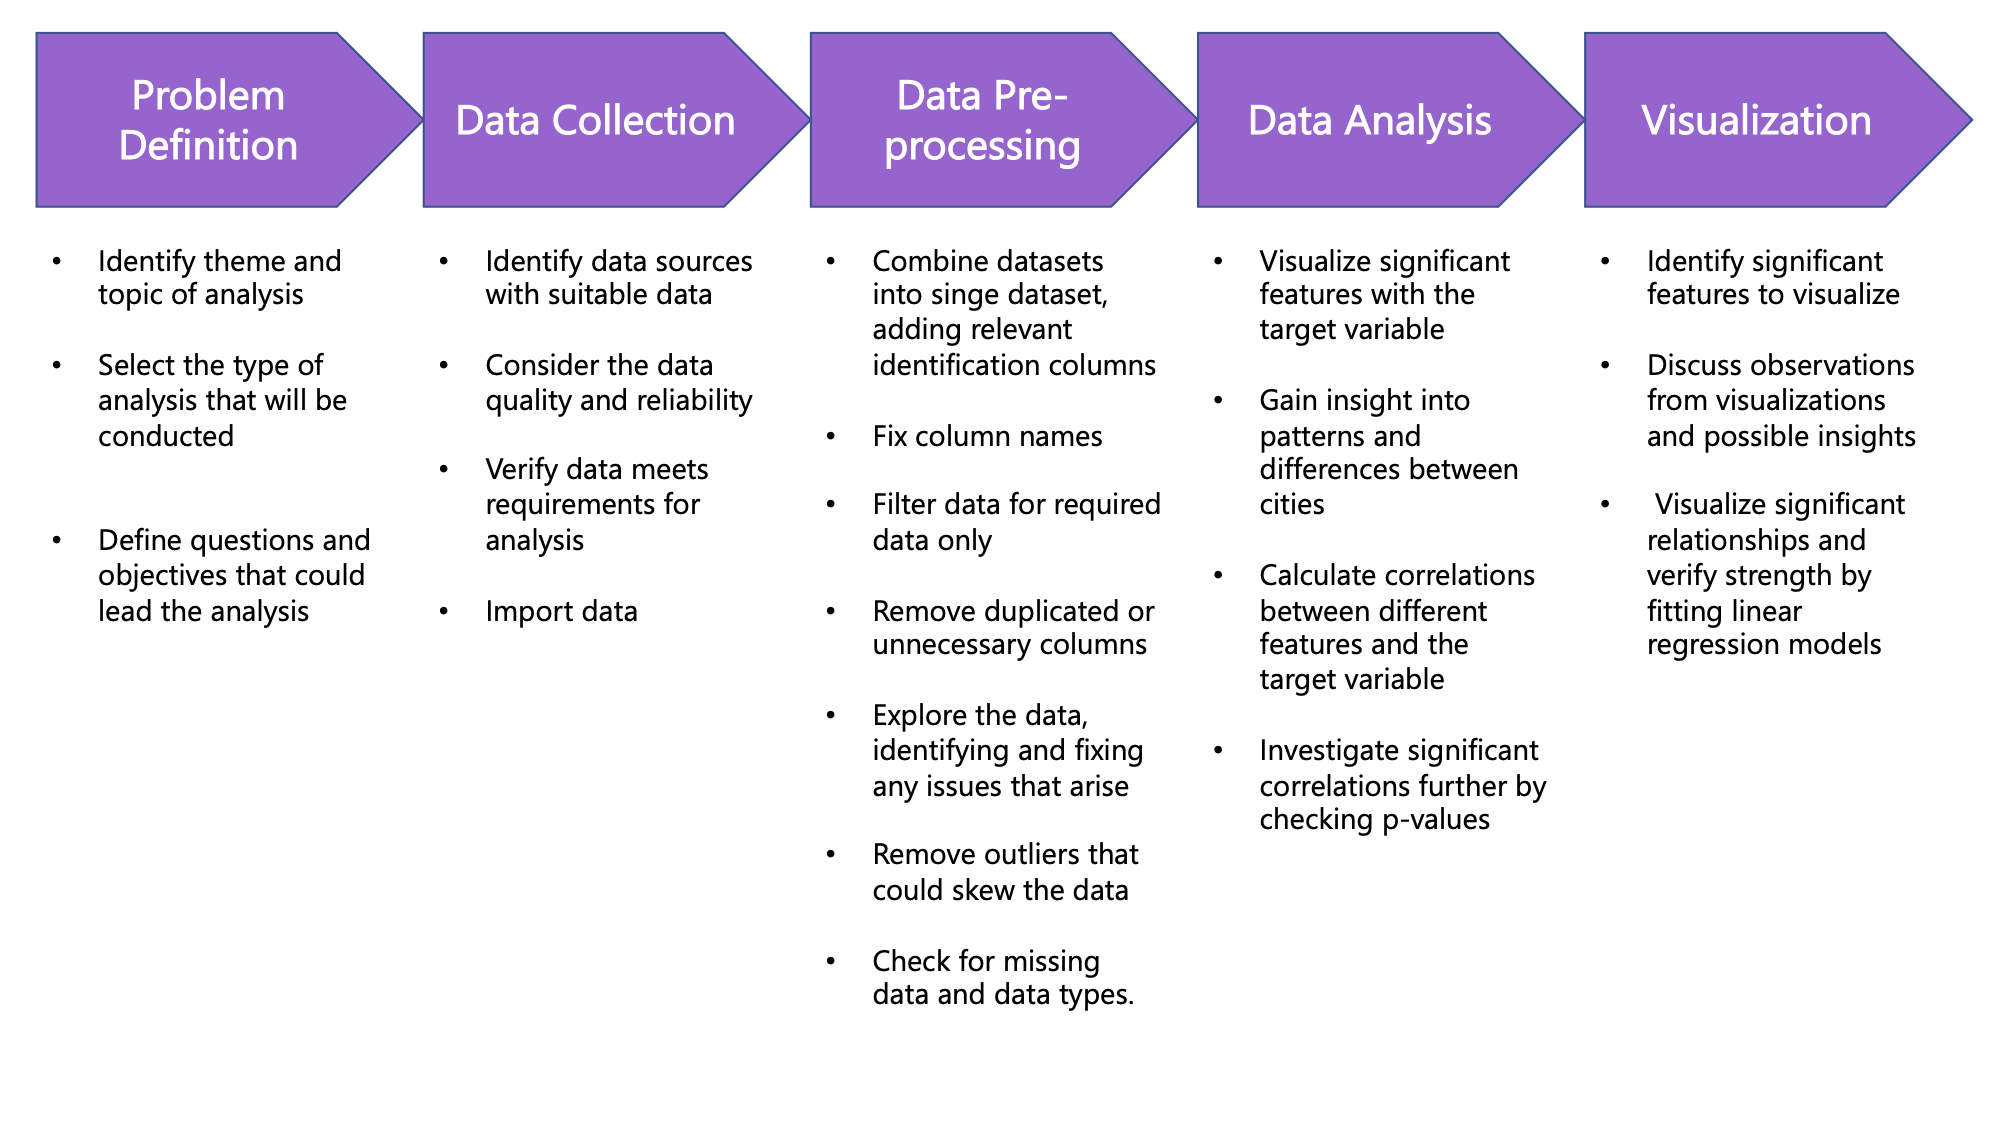 Problem
Definition
Data Collection
Data Pre-
processing
Data Analysis
Visualization
• Identify theme and
topic of analysis
• Select the type of
analysis that will be
conducted
• Define questions and
objectives that could
lead the analysis
• Identify data sources
with suitable data
• Consider the data
quality and reliability
• Verify data meets
requirements for
analysis
• Import data
• Combine datasets
into singe dataset,
adding relevant
identification columns
• Fix column names
• Filter data for required
data only
• Remove duplicated or
unnecessary columns
• Explore the data,
identifying and fixing
any issues that arise
• Remove outliers that
could skew the data
• Check for missing
data and data types.
• Visualize significant
features with the
target variable
• Gain insight into
patterns and
differences between
cities
• Calculate correlations
between different
features and the
target variable
• Investigate significant
correlations further by
checking p-values
• Identify significant
features to visualize
• Discuss observations
from visualizations
and possible insights
• Visualize significant
relationships and
verify strength by
fitting linear
regression models